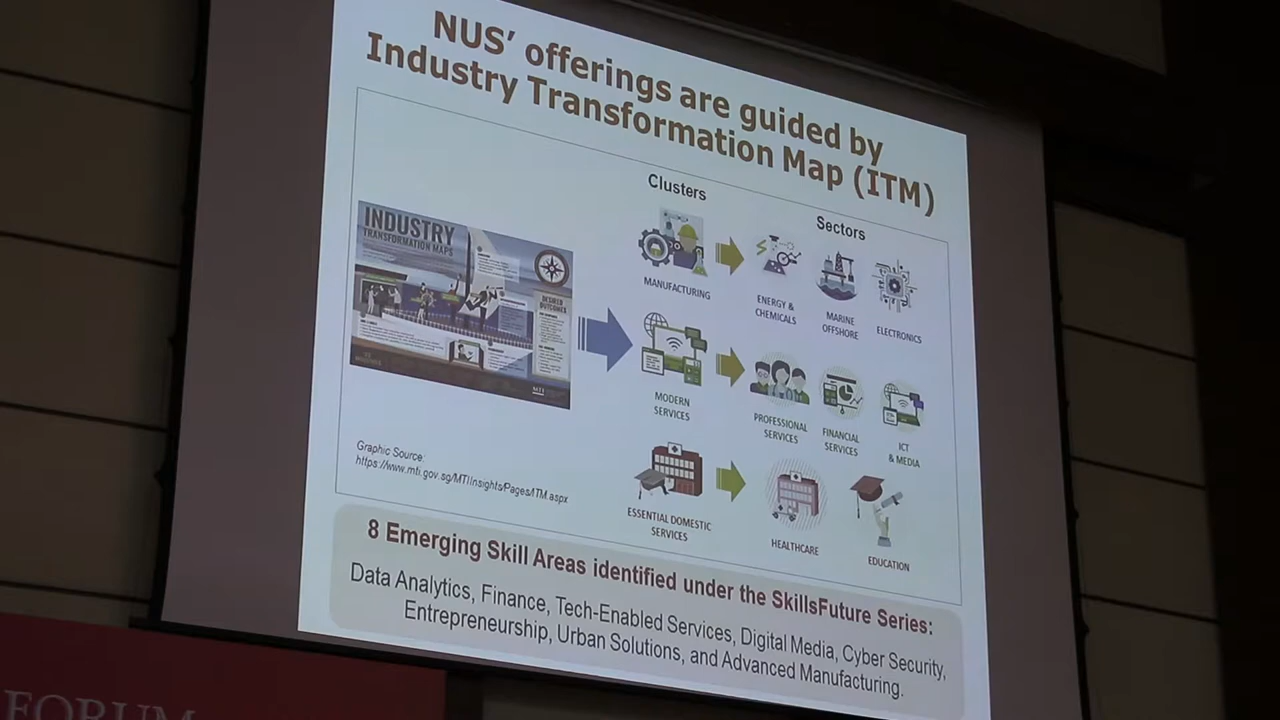 NUS' offerings are guided by
Industry Transformation Map (ITM)
Clusters
Sectors
INDUSTRY
TRANSFORMATION MAPS
DESIRED
OUTCOMES
MTI
MANUFACTURING
ENERGY &
CHEMICALS
MARINE
OFFSHORE
ELECTRONICS
MODERN
SERVICES
PROFESSIONAL
SERVICES
FINANCIAL
SERVICES
ICT
& MEDIA
Graphic Source:
https://www.mti.gov.sg/MTIInsights/Pages/ITM.aspx
ESSENTIAL DOMESTIC
SERVICES
HEALTHCARE
EDUCATION
8 Emerging Skill Areas identified under the SkillsFuture Series:
Data Analytics, Finance, Tech-Enabled Services, Digital Media, Cyber Security,
Entrepreneurship, Urban Solutions, and Advanced Manufacturing.
FORUM